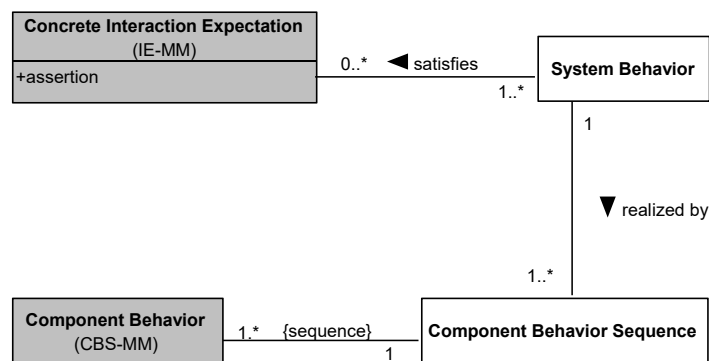 Concrete Interaction Expectation
(IE-MM)
+assertion
0..* satisfies
1..*
System Behavior
1
realized by
1..*
Component Behavior
(CBS-MM)
1.* {sequence}
1
Component Behavior Sequence